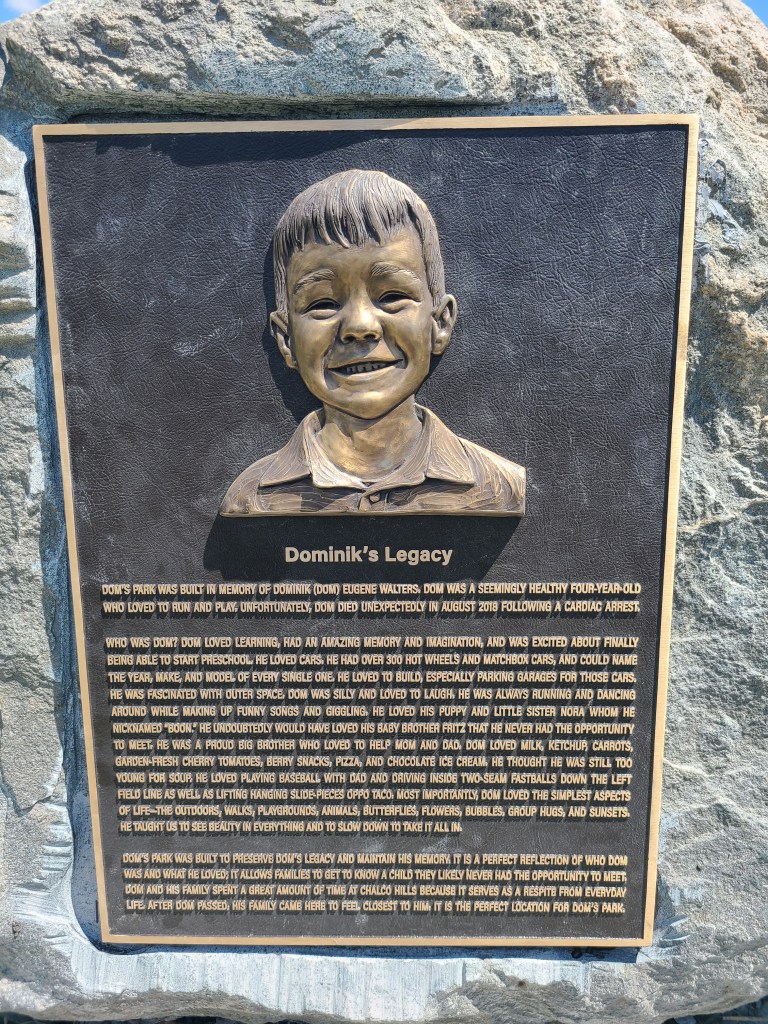 Dominik's Legacy
DOM'S PARK WAS BUILT IN MEMORY OF DOMINIK (DOM) EUGENE WALTERS. DOM WAS A SEEMINGLY HEALTHY FOUR-YEAR-OLD
WHO LOVED TO RUN AND PLAY. UNFORTUNATELY, DOM DIED UNEXPECTEDLY IN AUGUST 2018 FOLLOWING A CARDIAC ARREST.
WHO WAS DOM? DOM LOVED LEARNING, HAD AN AMAZING MEMORY AND IMAGINATION, AND WAS EXCITED ABOUT FINALLY
BEING ABLE TO START PRESCHOOL. HE LOVED CARS. HE HAD OVER 300 HOT WHEELS AND MATCHBOX CARS, AND COULD NAME
THE YEAR, MAKE, AND MODEL OF EVERY SINGLE ONE. HE LOVED TO BUILD, ESPECIALLY PARKING GARAGES FOR THOSE CARS.
HE WAS FASCINATED WITH OUTER SPACE. DOM WAS SILLY AND LOVED TO LAUGH. HE WAS ALWAYS RUNNING AND DANCING
AROUND WHILE MAKING UP FUNNY SONGS AND GIGGLING. HE LOVED HIS PUPPY AND LITTLE SISTER NORA WHOM HE
NICKNAMED "BOON." HE UNDOUBTEDLY WOULD HAVE LOVED HIS BABY BROTHER FRITZ THAT HE NEVER HAD THE OPPORTUNITY
TO MEET. HE WAS A PROUD BIG BROTHER WHO LOVED TO HELP MOM AND DAD. DOM LOVED MILK, KETCHUP, CARROTS,
GARDEN-FRESH CHERRY TOMATOES, BERRY SNACKS, PIZZA, AND CHOCOLATE ICE CREAM. HE THOUGHT HE WAS STILL TOO
YOUNG FOR SOUP. HE LOVED PLAYING BASEBALL WITH DAD AND DRIVING INSIDE TWO-SEAM FASTBALLS DOWN THE LEFT
FIELD LINE AS WELL AS LIFTING HANGING SLIDE-PIECES OPPO TACO. MOST IMPORTANTLY, DOM LOVED THE SIMPLEST ASPECTS
OF LIFE—THE OUTDOORS, WALKS, PLAYGROUNDS, ANIMALS, BUTTERFLIES, FLOWERS, BUBBLES, GROUP HUGS, AND SUNSETS.
HE TAUGHT US TO SEE BEAUTY IN EVERYTHING AND TO SLOW DOWN TO TAKE IT ALL IN.
DOM'S PARK WAS BUILT TO PRESERVE DOM'S LEGACY AND MAINTAIN HIS MEMORY. IT IS A PERFECT REFLECTION OF WHO DOM
WAS AND WHAT HE LOVED; IT ALLOWS FAMILIES TO GET TO KNOW A CHILD THEY LIKELY NEVER HAD THE OPPORTUNITY TO MEET.
DOM AND HIS FAMILY SPENT A GREAT AMOUNT OF TIME AT CHALCO HILLS BECAUSE IT SERVES AS A RESPITE FROM EVERYDAY
LIFE. AFTER DOM PASSED, HIS FAMILY CAME HERE TO FEEL CLOSEST TO HIM. IT IS THE PERFECT LOCATION FOR DOM'S PARK.